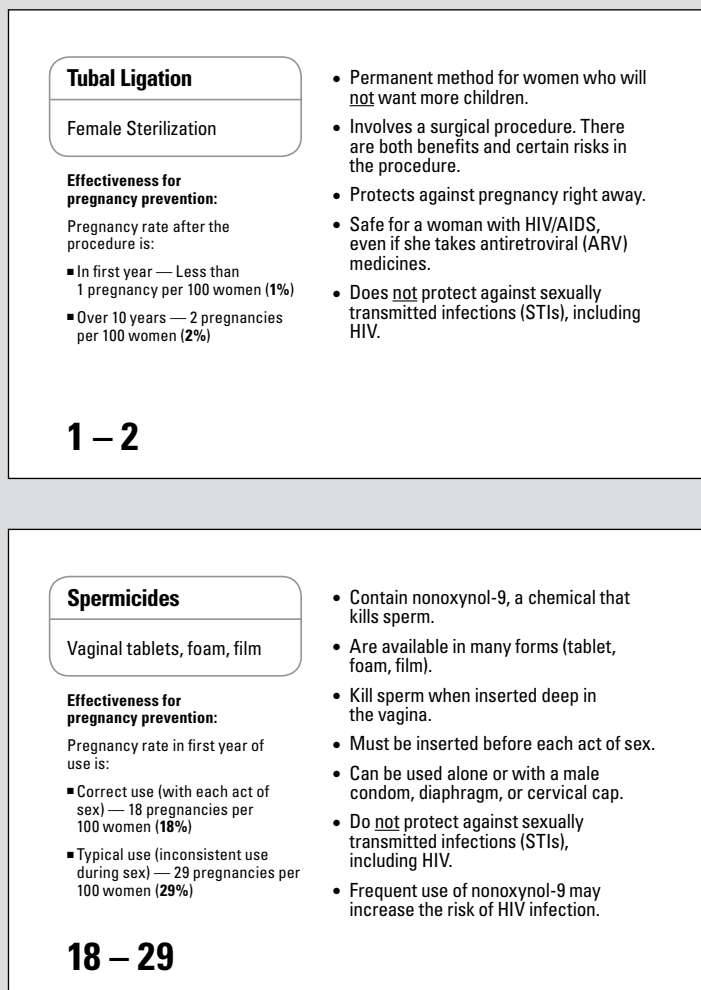 Tubal Ligation
Female Sterilization
Effectiveness for
pregnancy prevention:
Pregnancy rate after the
procedure is:
■ In first year — Less than
1 pregnancy per 100 women (1%)
■ Over 10 years — 2 pregnancies
per 100 women (2%)
1 – 2
• Permanent method for women who will
not want more children.
• Involves a surgical procedure. There
are both benefits and certain risks in
the procedure.
• Protects against pregnancy right away.
• Safe for a woman with HIV/AIDS,
even if she takes antiretroviral (ARV)
medicines.
• Does not protect against sexually
transmitted infections (STIs), including
HIV.
Spermicides
Vaginal tablets, foam, film
Effectiveness for
pregnancy prevention:
Pregnancy rate in first year of
use is:
■ Correct use (with each act of
sex) — 18 pregnancies per
100 women (18%)
■ Typical use (inconsistent use
during sex) — 29 pregnancies per
100 women (29%)
18 – 29
• Contain nonoxynol-9, a chemical that
kills sperm.
• Are available in many forms (tablet,
foam, film).
• Kill sperm when inserted deep in
the vagina.
• Must be inserted before each act of sex.
• Can be used alone or with a male
condom, diaphragm, or cervical cap.
• Do not protect against sexually
transmitted infections (STIs),
including HIV.
• Frequent use of nonoxynol-9 may
increase the risk of HIV infection.